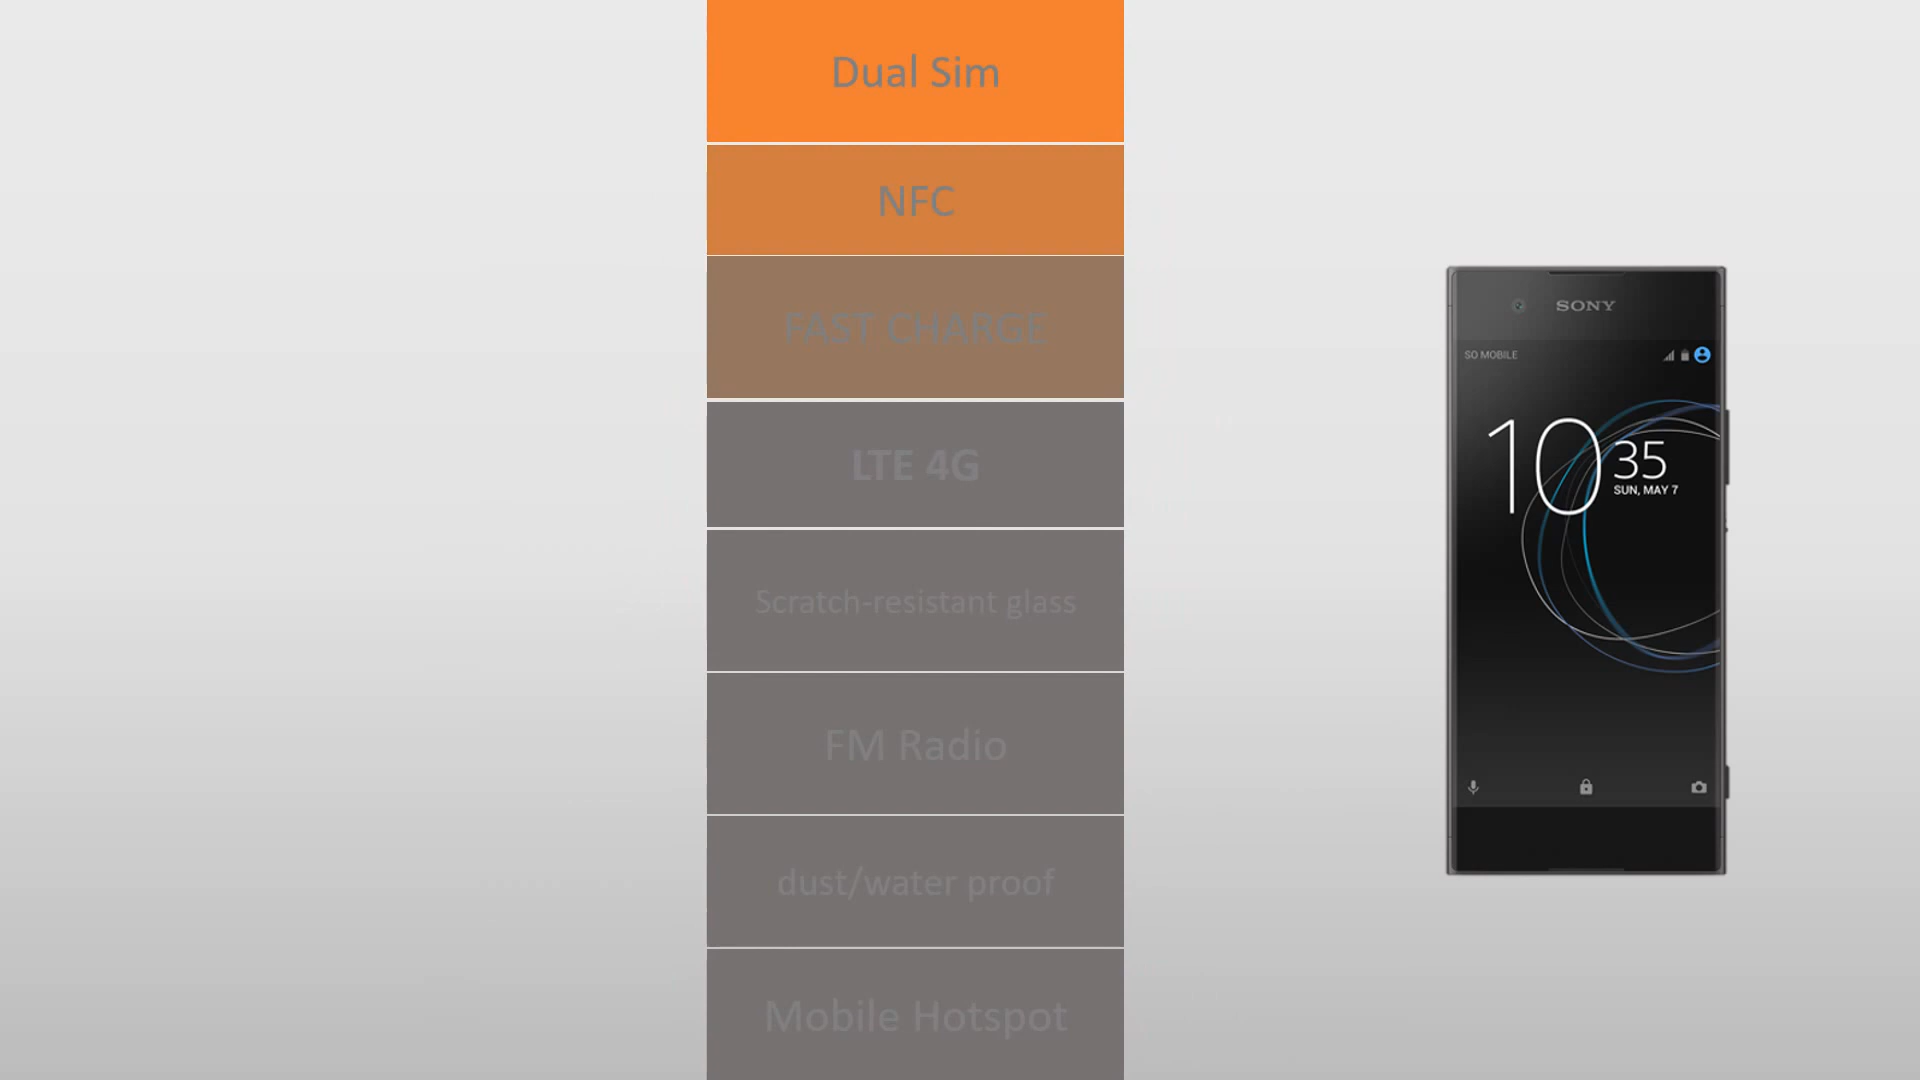 Dual Sim
NFC
FAST CHARGE
LTE 4G
Scratch-resistant glass
FM Radio
dust/water proof
Mobile Hotspot
SONY
SO MOBILE
10 35
SUN, MAY 7